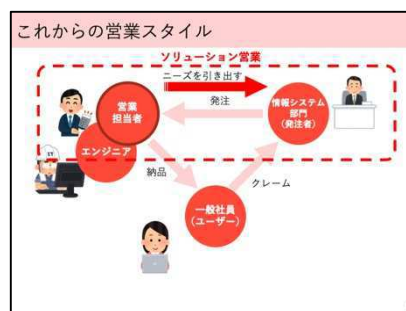 これからの営業スタイル
ソリューション営業
ニーズを引き出す
営業
担当者
発注
情報システム
部門
(発注者)
エンジニア
納品
クレーム
一般社員
(ユーザー)